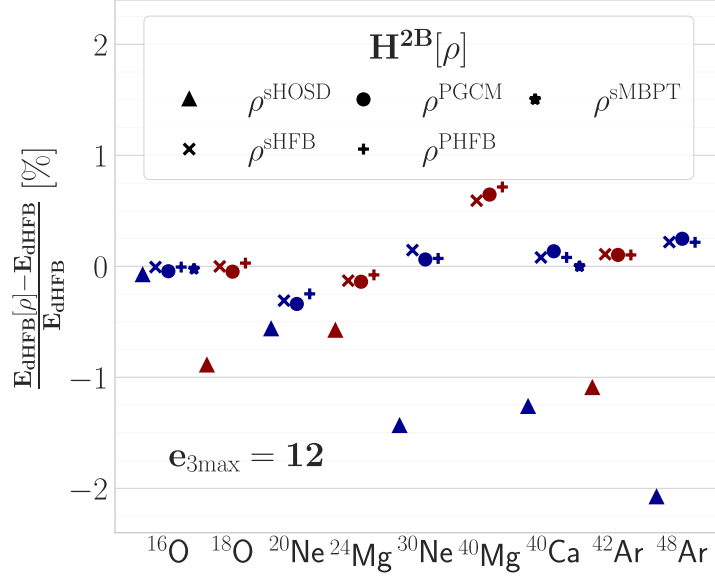 H^2B[ρ]
ρ^sHOSD ρ^PGCM ρ^sMBPT
ρ^sHFB ρ^PHFB
E_dHFB[ρ]−E_dHFB / E_dHFB [%]
2
1
0
−1
−2
e_3max = 12
^16O ^18O ^20Ne ^24Mg ^30Ne ^40Mg ^40Ca ^42Ar ^48Ar